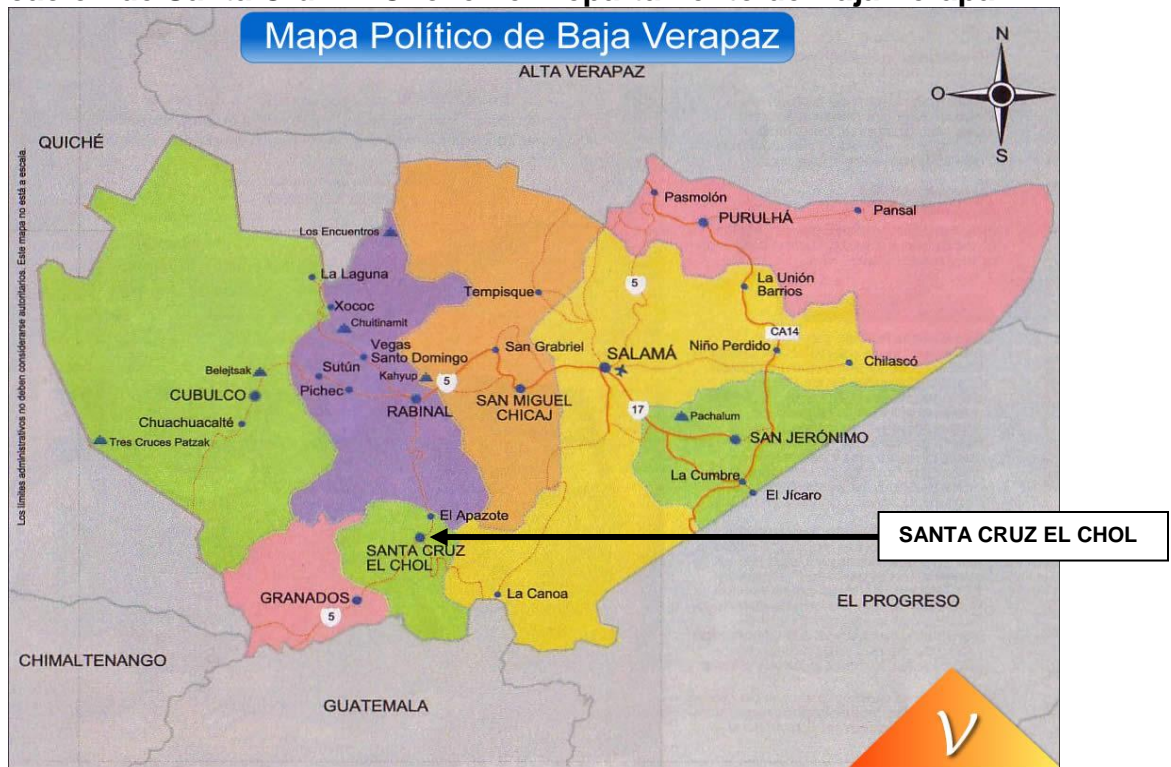 Mapa Político de Baja Verapaz
ALTA VERAPAZ
N
O
S
QUICHÉ
Los límites administrativos no deben considerarse autoritarios. Este mapa no está a escala.
Pasmolón
PURULHÁ
Pansal
Los Encuentros
La Laguna
Tempisque
5
La Unión
Barrios
Xococ
Chuitinamit
CA14
Vegas
Santo Domingo
San Grabriel
SALAMÁ
Niño Perdido
Chilascó
Belejtsak
Sutún
Kahyup
5
CUBULCO
Pichec
RABINAL
SAN MIGUEL
CHICAJ
17
Pachalum
Chuachuacalté
Tres Cruces Patzak
SAN JERÓNIMO
La Cumbre
El Jícaro
El Apazote
SANTA CRUZ EL CHOL
SANTA CRUZ
EL CHOL
GRANADOS
5
La Canoa
EL PROGRESO
CHIMALTENANGO
GUATEMALA
V